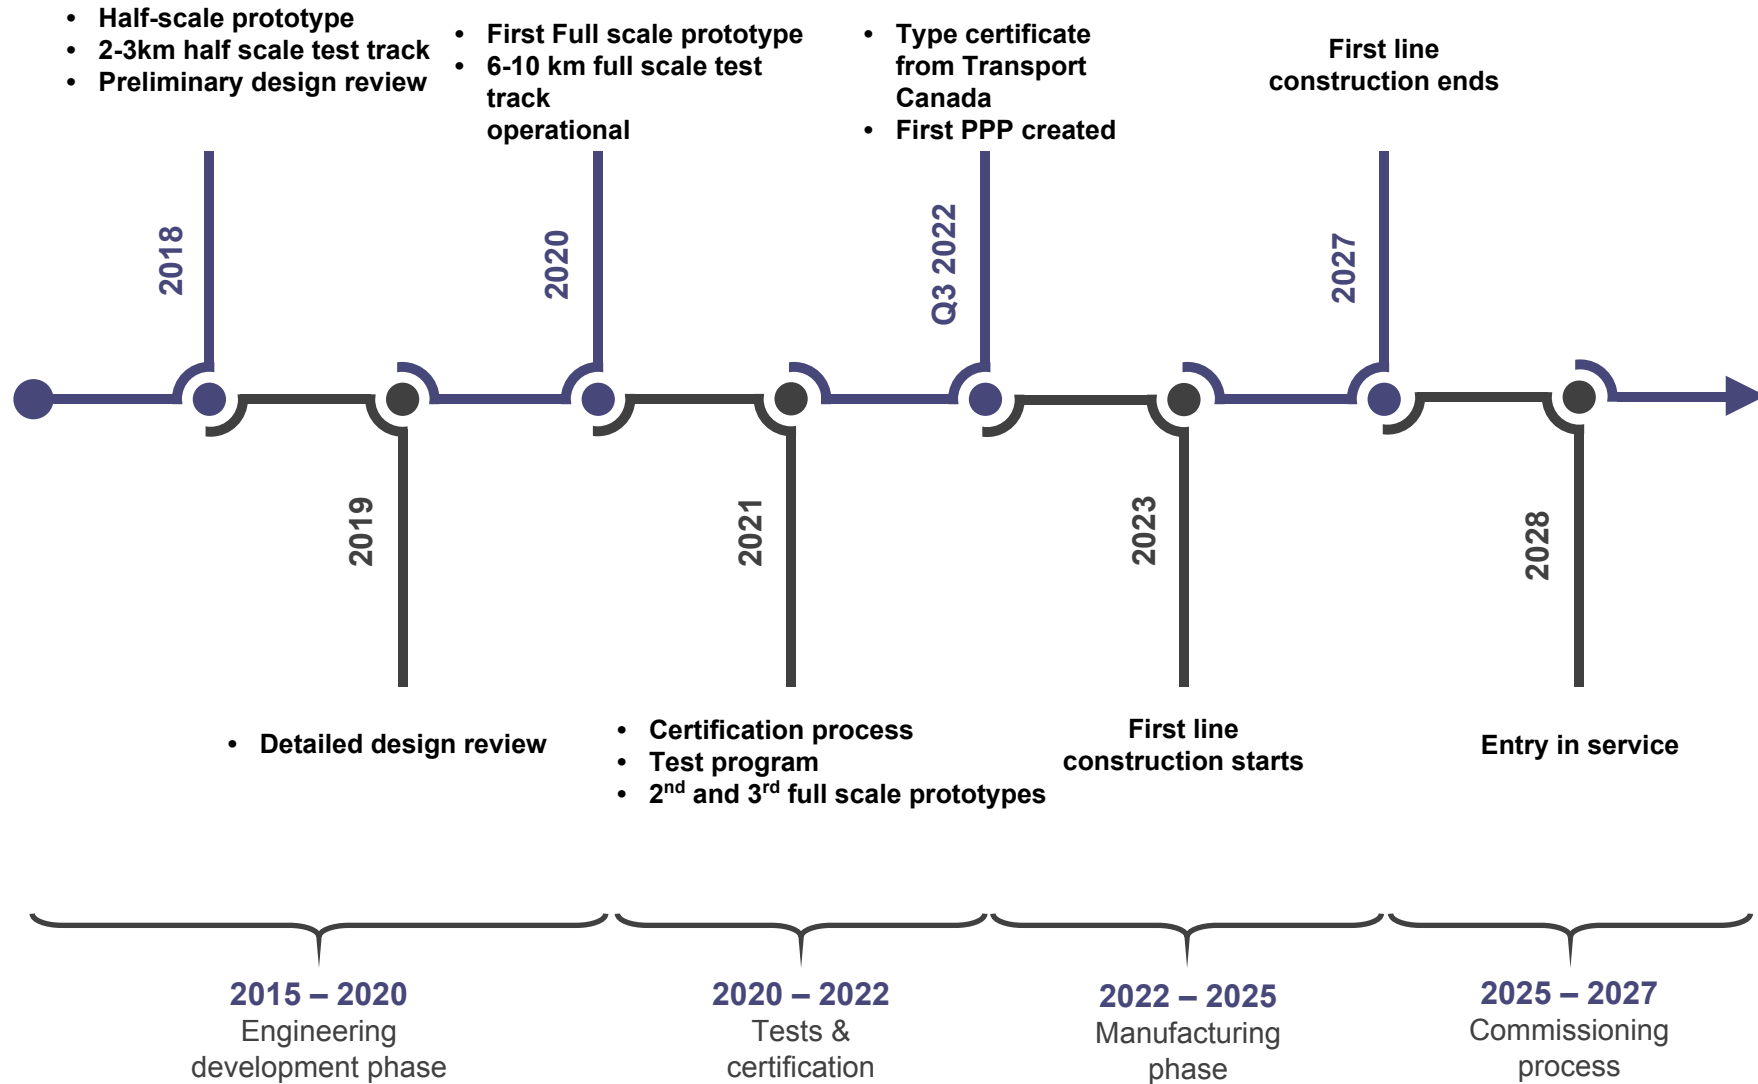 • Half-scale prototype
• 2-3km half scale test track
• Preliminary design review
• First Full scale prototype
• 6-10 km full scale test
track
operational
• Type certificate
from Transport
Canada
• First PPP created
First line
construction ends
2018
2020
Q3 2022
2027
2019
2021
2023
2028
• Detailed design review
• Certification process
• Test program
• 2nd and 3rd full scale prototypes
First line
construction starts
Entry in service
2015 – 2020
Engineering
development phase
2020 – 2022
Tests &
certification
2022 – 2025
Manufacturing
phase
2025 – 2027
Commissioning
process